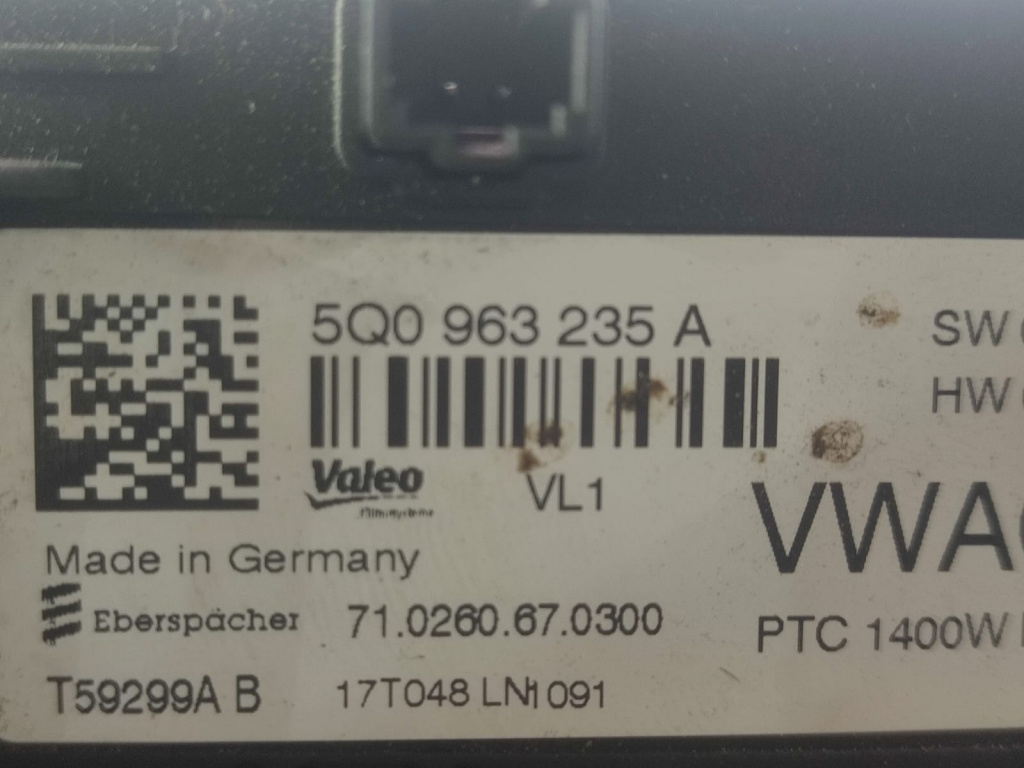 5Q0 963 235 A
SW
HW
Valeo
VL1
VWA
Made in Germany
Eberspächer 71.0260.67.0300
PTC 1400W
T59299A B 17T048 LN1091